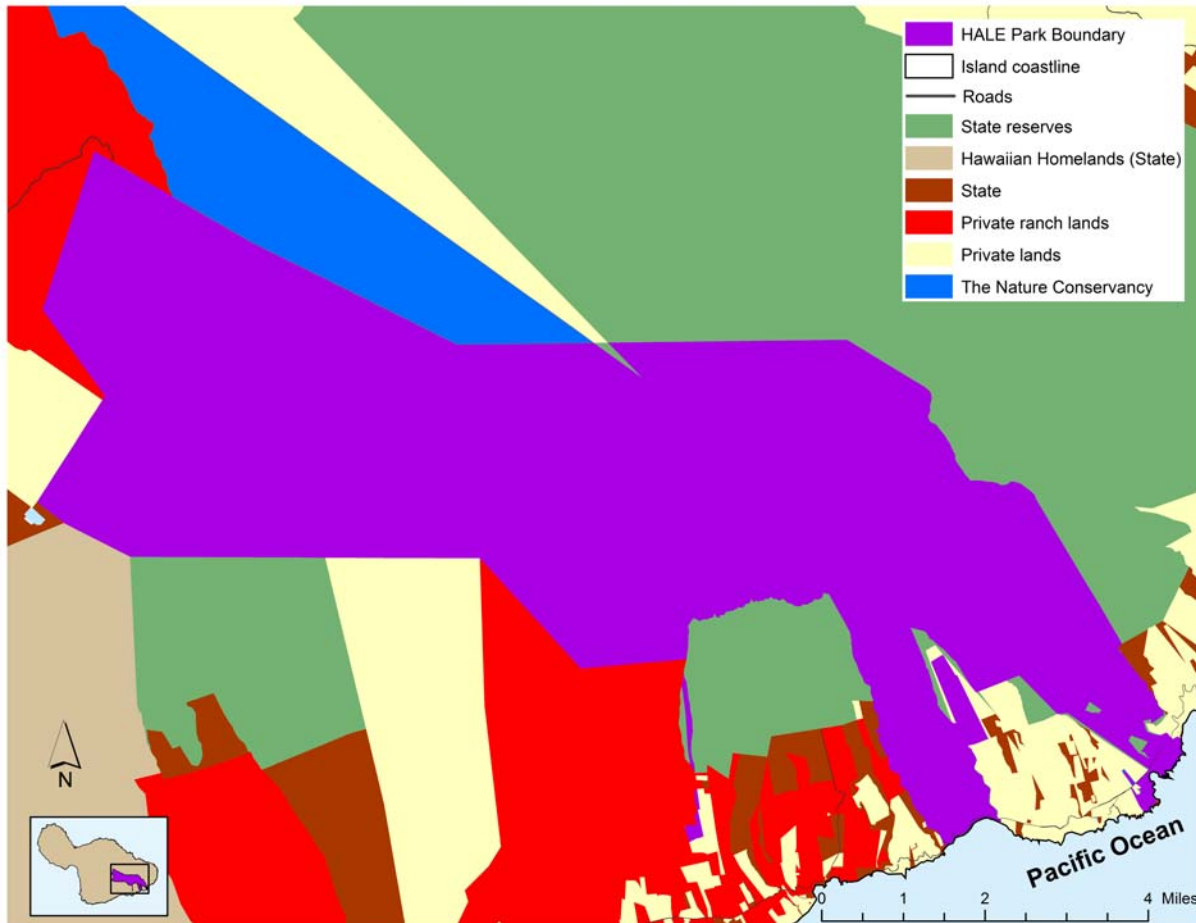 HALE Park Boundary
Island coastline
Roads
State reserves
Hawaiian Homelands (State)
State
Private ranch lands
Private lands
The Nature Conservancy
N
Pacific Ocean
0 1 2 4 Miles